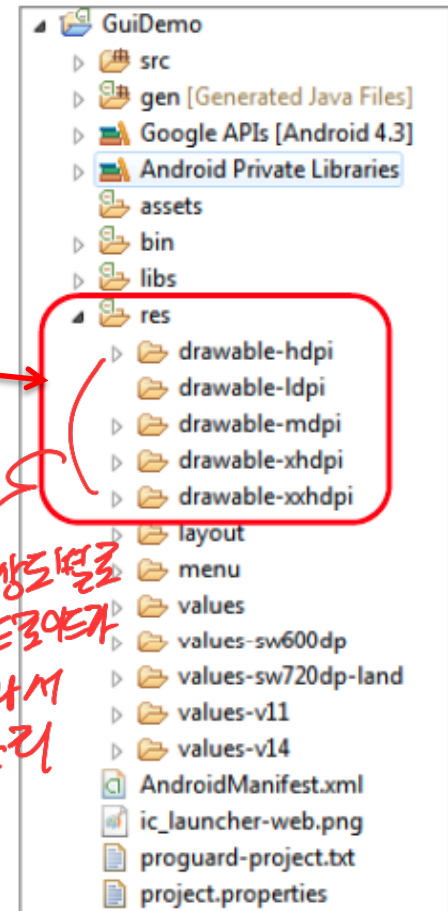 GuiDemo
src
gen [Generated Java Files]
Google APIs [Android 4.3]
Android Private Libraries
assets
bin
libs
res
drawable-hdpi
drawable-ldpi
drawable-mdpi
drawable-xhdpi
drawable-xxhdpi
layout
menu
values
values-sw600dp
values-sw720dp-land
values-v11
values-v14
AndroidManifest.xml
ic_launcher-web.png
proguard-project.txt
project.properties